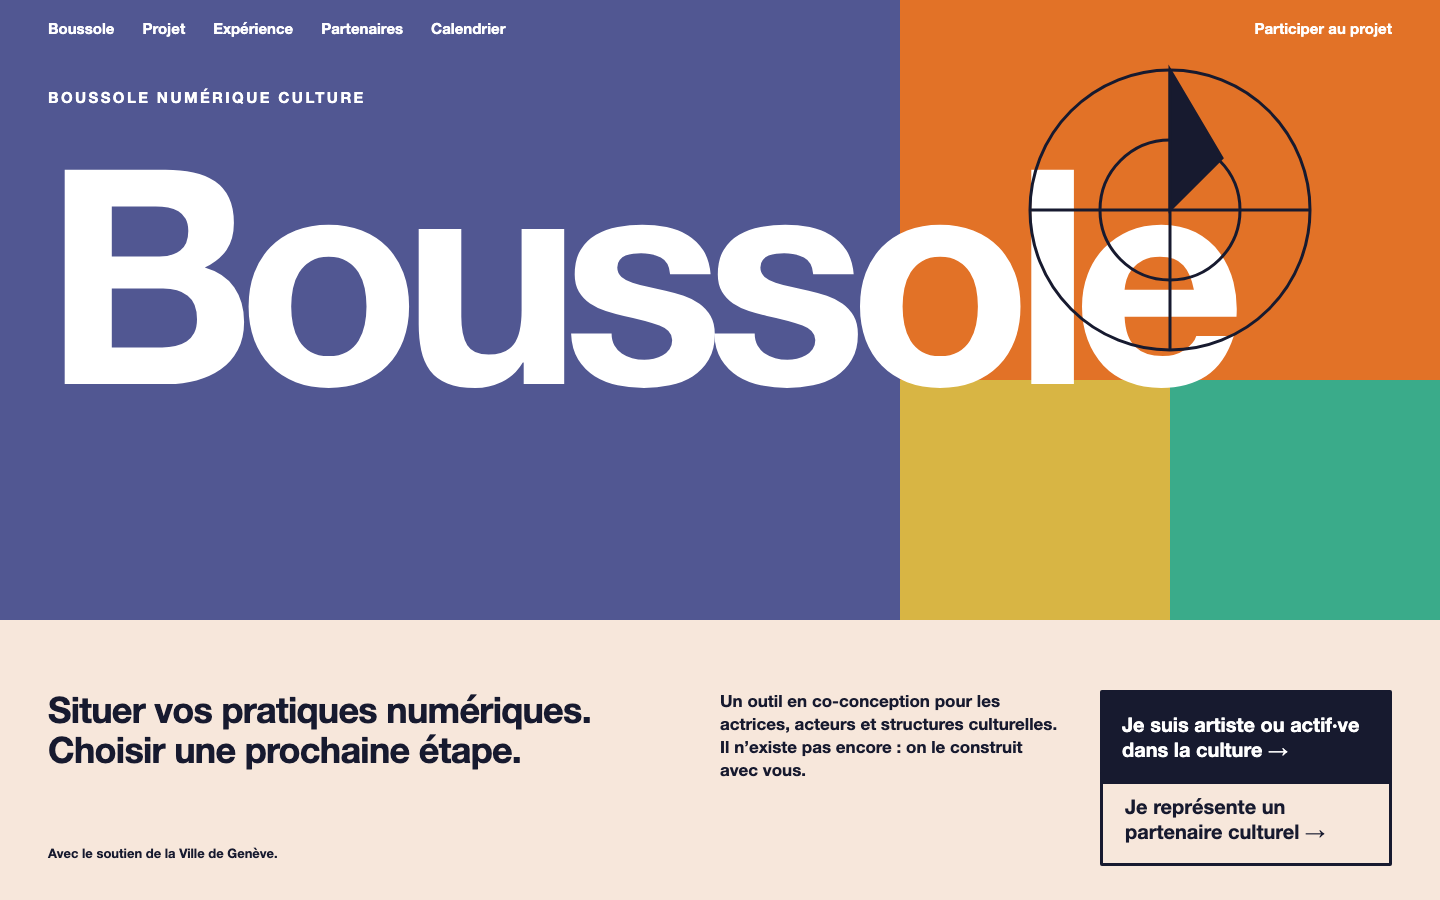 Boussole Projet Expérience Partenaires Calendrier Participer au projet
BOUSSOLE NUMÉRIQUE CULTURE
Boussole
Situer vos pratiques numériques.
Choisir une prochaine étape.
Un outil en co-conception pour les
actrices, acteurs et structures culturelles.
Il n’existe pas encore : on le construit
avec vous.
Je suis artiste ou actif·ve
dans la culture →
Je représente un
partenaire culturel →
Avec le soutien de la Ville de Genève.